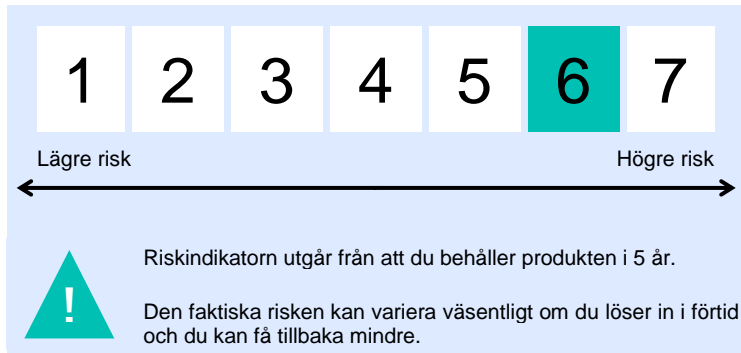 1 2 3 4 5 6 7
Lägre risk Högre risk
Riskindikatorn utgår från att du behåller produkten i 5 år.
!
Den faktiska risken kan variera väsentligt om du löser in i förtid
och du kan få tillbaka mindre.